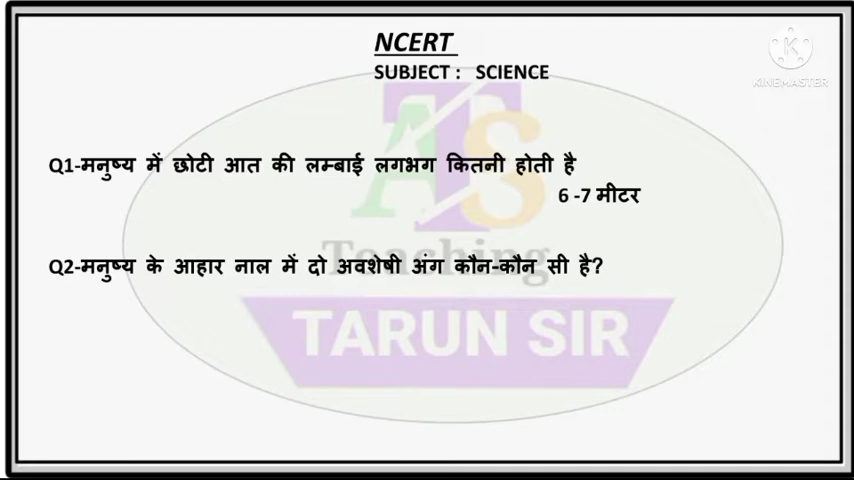 NCERT
SUBJECT : SCIENCE
KINEMASTER
Q1-मनुष्य में छोटी आत की लम्बाई लगभग कितनी होती है
6 -7 मीटर
Q2-मनुष्य के आहार नाल में दो अवशेषी अंग कौन-कौन सी है?
ATS
Teaching
TARUN SIR